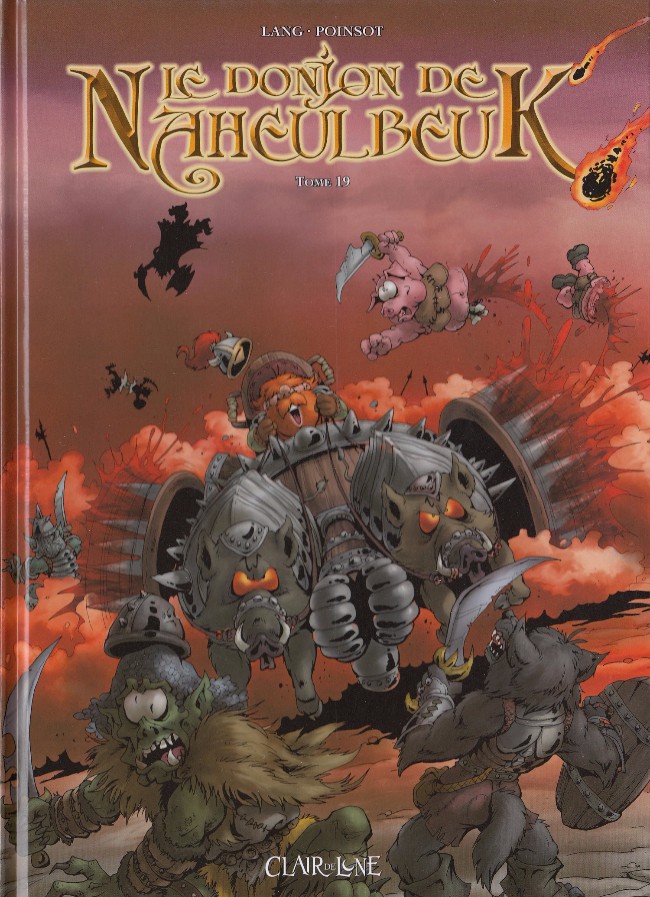 LANG · POINSOT
LE DONJON DE
NAHEULBEUK
TOME 19
CLAIR DE LUNE